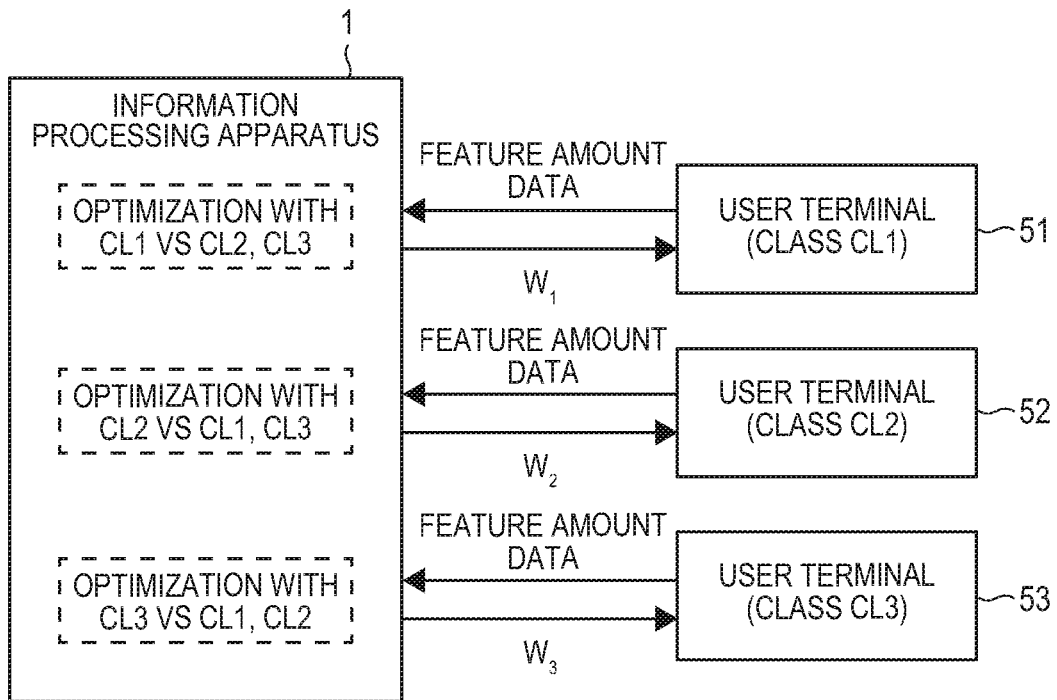 1
INFORMATION
PROCESSING APPARATUS
OPTIMIZATION WITH
CL1 VS CL2, CL3
FEATURE AMOUNT
DATA
W1
USER TERMINAL
(CLASS CL1)
51
OPTIMIZATION WITH
CL2 VS CL1, CL3
FEATURE AMOUNT
DATA
W2
USER TERMINAL
(CLASS CL2)
52
OPTIMIZATION WITH
CL3 VS CL1, CL2
FEATURE AMOUNT
DATA
W3
USER TERMINAL
(CLASS CL3)
53